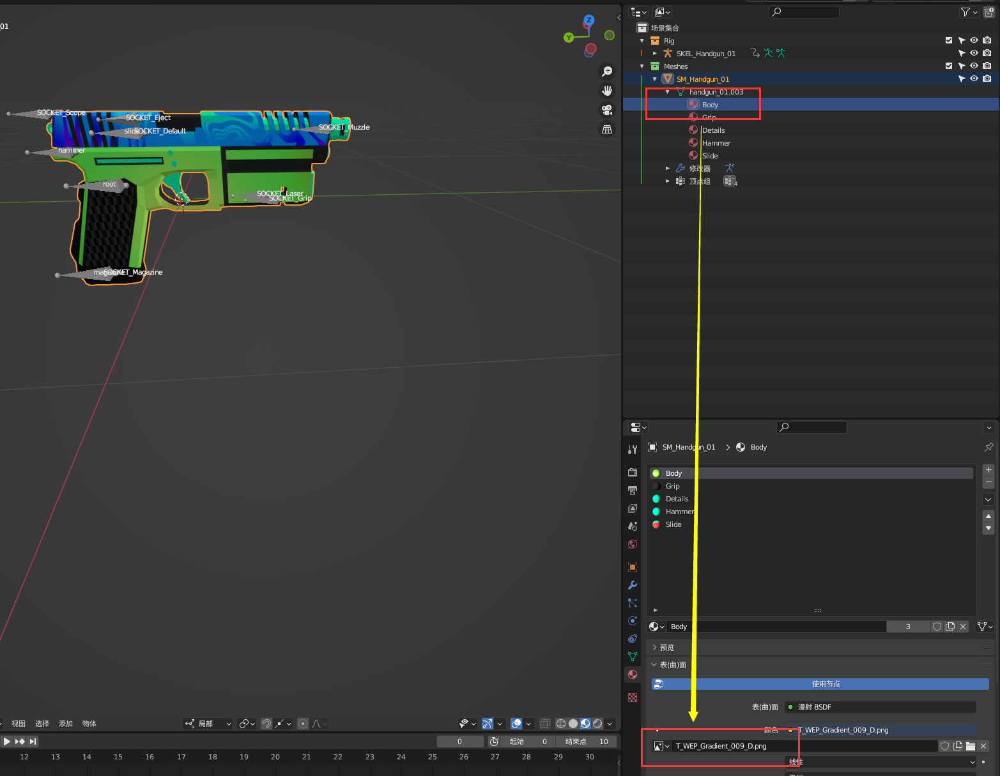 01
Z
Y
SOCKET_Scope
SOCKET_Eject
slide
SOCKET_Default
SOCKET_Muzzle
hammer
root
SOCKET_Laser
SOCKET_Grip
SOCKET_Magazine
场景集合
Rig
SKEL_Handgun_01
Meshes
SM_Handgun_01
handgun_01.003
Body
Grip
Details
Hammer
Slide
修改器
顶点组
4
SM_Handgun_01
Body
Body
Grip
Details
Hammer
Slide
Body
3
预览
表(曲)面
使用节点
表(曲)面
漫射 BSDF
颜色
T_WEP_Gradient_009_D.png
T_WEP_Gradient_009_D.png
线性
视图
选择
添加
物体
局部
0
起始
0
结束点
10
12 13 14 15 16 17 18 19 20 21 22 23 24 25 26 27 28 29 30